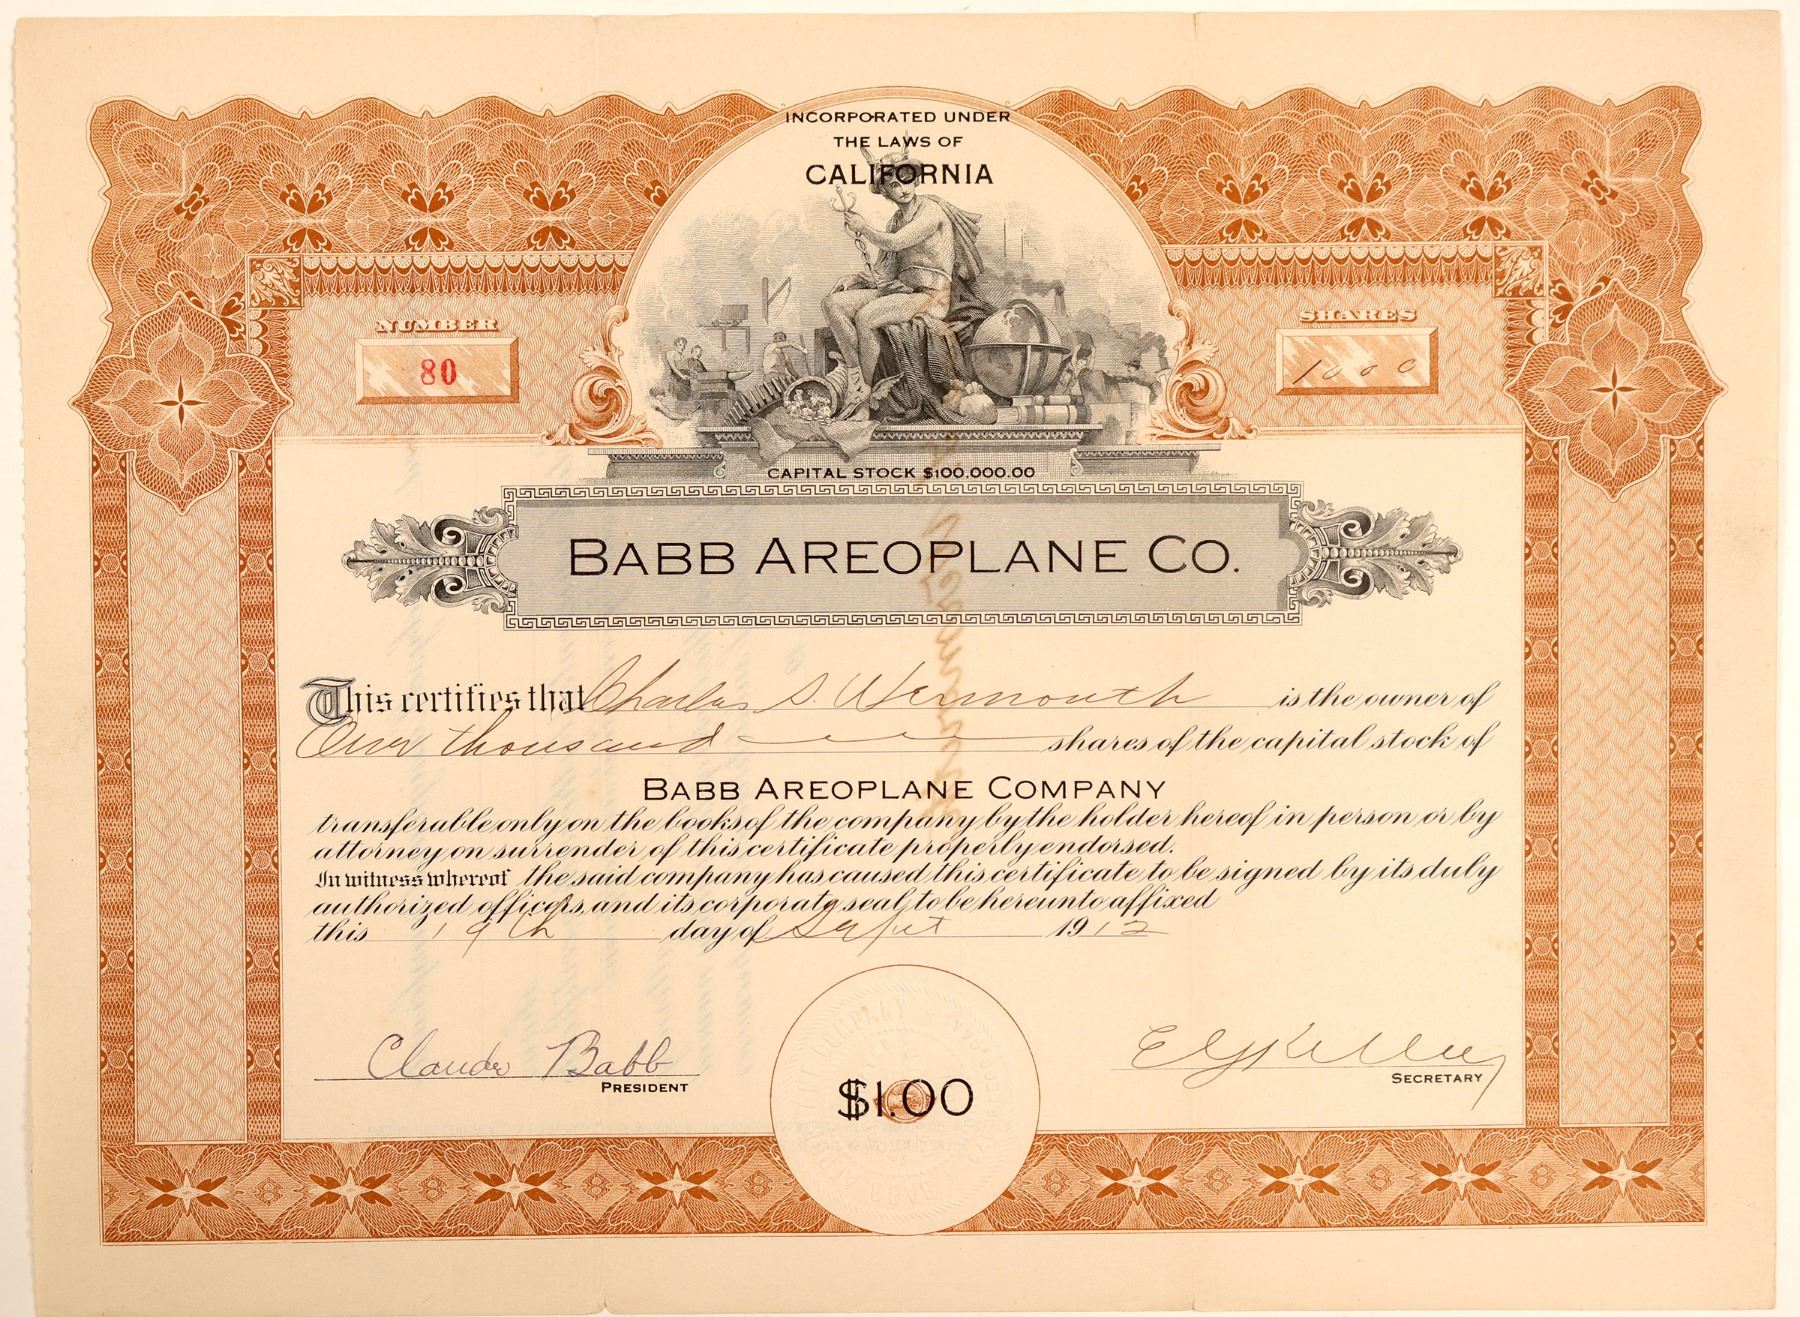 INCORPORATED UNDER
THE LAWS OF
CALIFORNIA
NUMBER
80
SHARES
1000
CAPITAL STOCK $100,000.00
BABB AREOPLANE CO.
This certifies that Charles S. Wermouth is the owner of
One thousand shares of the capital stock of
BABB AREOPLANE COMPANY
transferable only on the books of the company by the holder hereof in person or by
attorney on surrender of this certificate properly endorsed.
In witness whereof the said company has caused this certificate to be signed by its duly
authorized officers, and its corporate seal to be hereunto affixed
this 19th day of Sept 1912
Claude Babb
PRESIDENT
$1.00
SECRETARY